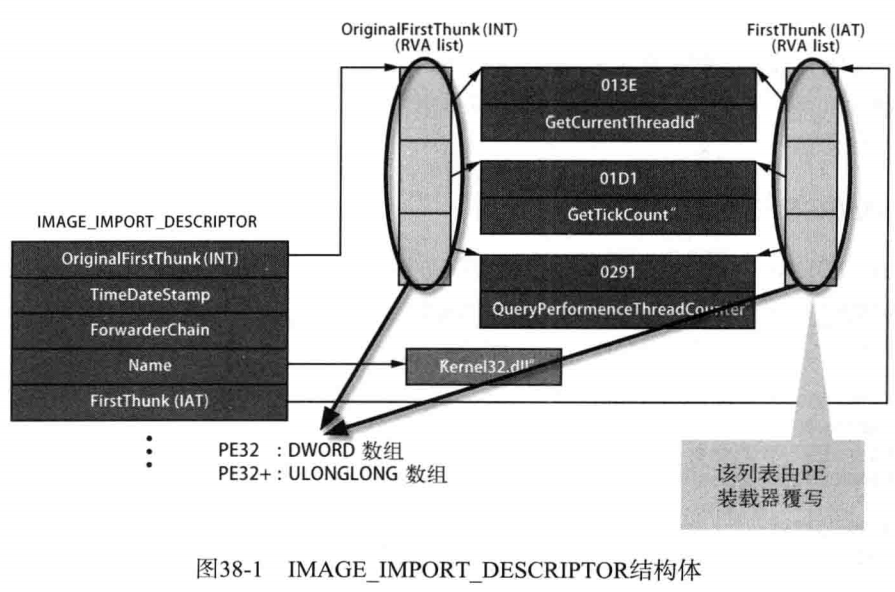 OriginalFirstThunk (INT)
(RVA list)
FirstThunk (IAT)
(RVA list)
013E
GetCurrentThreadId"
01D1
GetTickCount"
0291
QueryPerformenceThreadCounter
IMAGE_IMPORT_DESCRIPTOR
OriginalFirstThunk (INT)
TimeDateStamp
ForwarderChain
Name
FirstThunk (IAT)
"Kernel32.dll"
PE32 : DWORD 数组
PE32+ : ULONGLONG 数组
该列表由PE
装载器覆写
图38-1 IMAGE_IMPORT_DESCRIPTOR结构体